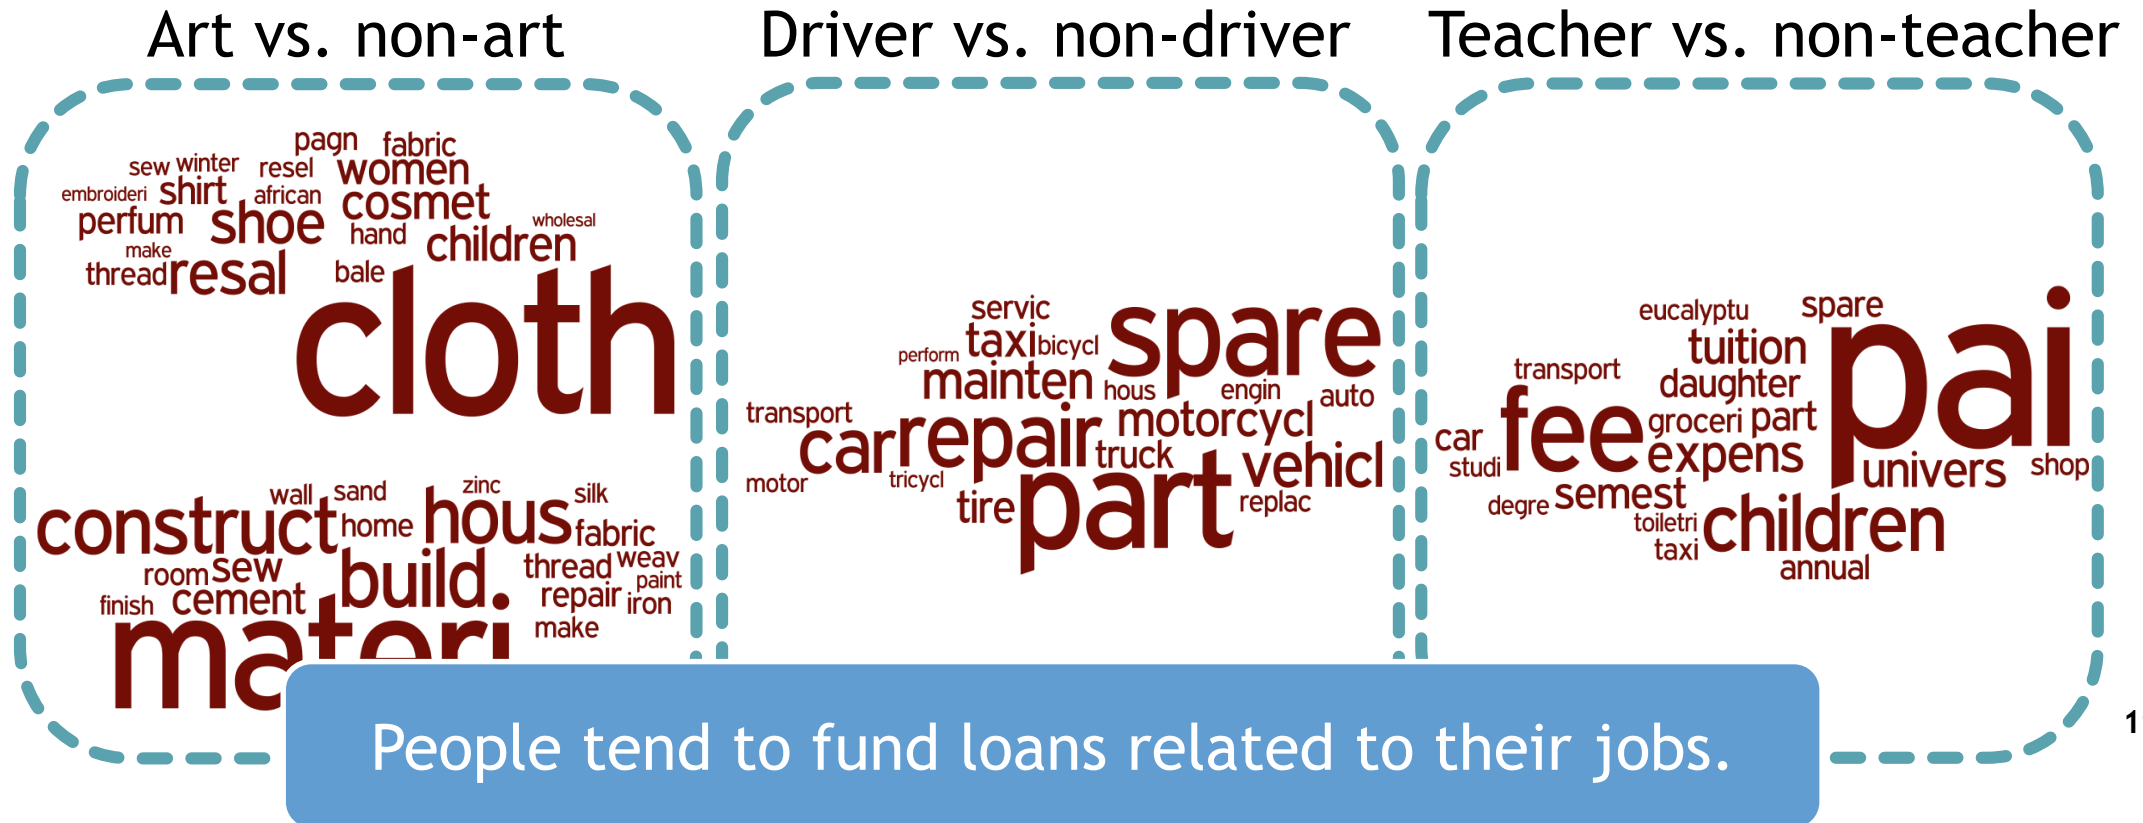 Art vs. non-art
Driver vs. non-driver
Teacher vs. non-teacher
pagn fabric
sew winter resel women
embroideri shirt african cosmet
perfum shoe hand wholesal
make children
thread resal bale
cloth
wall sand zinc silk
construct home hous fabric
room sew build thread weav
finish cement repair paint
iron
materi make
servic spare
taxi bicycl
perform mainten hous engin auto
transport motorcycl
car repair truck vehicl
motor tricycl part
tire replac
eucalyptu spare
tuition pai
transport daughter
fee groceri part
car expens
studi univers shop
degre semest
toiletri children
taxi
annual
People tend to fund loans related to their jobs.
1